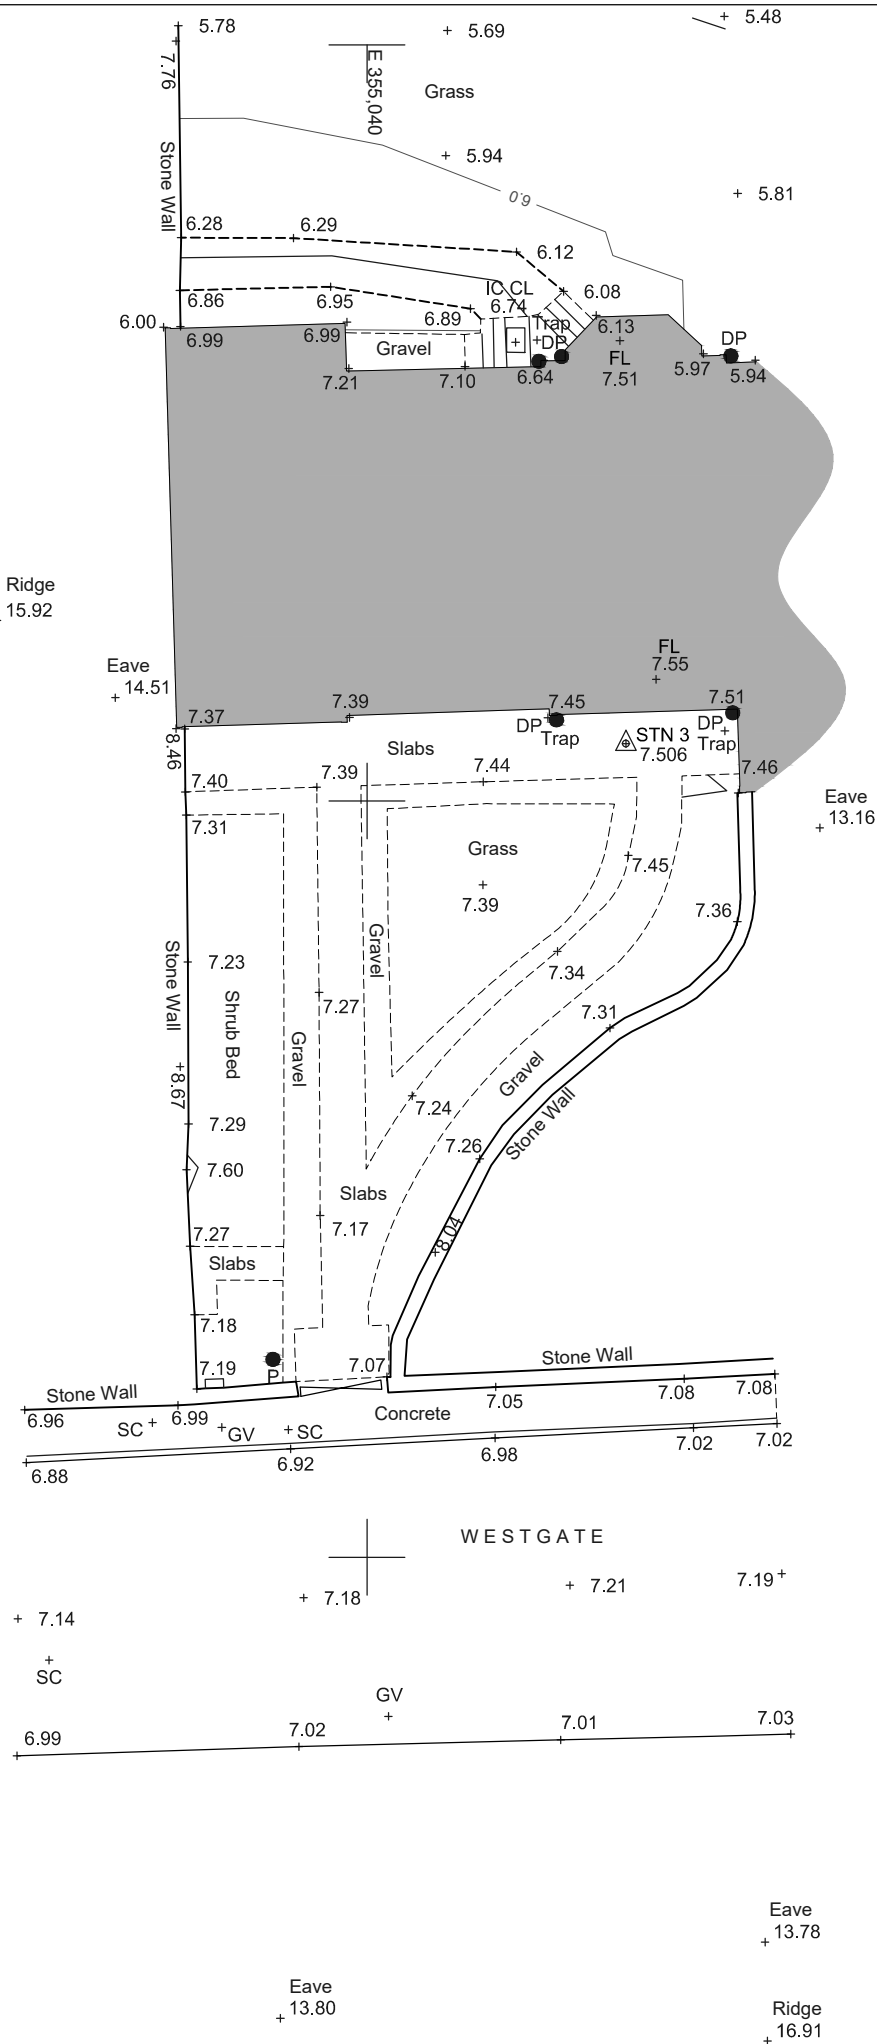 5.78
5.69
5.48
7.76
E 355,040
Grass
Stone Wall
5.94
5.81
6.0
6.28
6.29
6.12
IC CL
6.74
6.08
6.86
6.95
6.89
6.00
6.99
6.99
Trap
DP
6.13
FL
7.51
DP
Gravel
7.21
7.10
6.64
5.97
5.94
Ridge
15.92
Eave
14.51
FL
7.55
7.37
7.39
7.45
7.51
8.46
DP
Trap
STN 3
7.506
DP
Trap
Slabs
7.40
7.39
7.44
7.46
Eave
13.16
7.31
Grass
7.39
7.45
7.36
Stone Wall
7.23
Shrub Bed
Gravel
7.34
7.27
7.31
Gravel
Gravel
Stone Wall
8.67
7.24
7.29
7.26
7.60
Slabs
7.17
8.04
7.27
Slabs
7.18
7.19
P
7.07
Stone Wall
Stone Wall
6.96
6.99
Concrete
7.05
7.08
7.08
SC
GV
SC
6.88
6.92
6.98
7.02
7.02
WESTGATE
7.14
7.18
7.21
7.19
SC
GV
6.99
7.02
7.01
7.03
Eave
13.78
Eave
13.80
Ridge
16.91